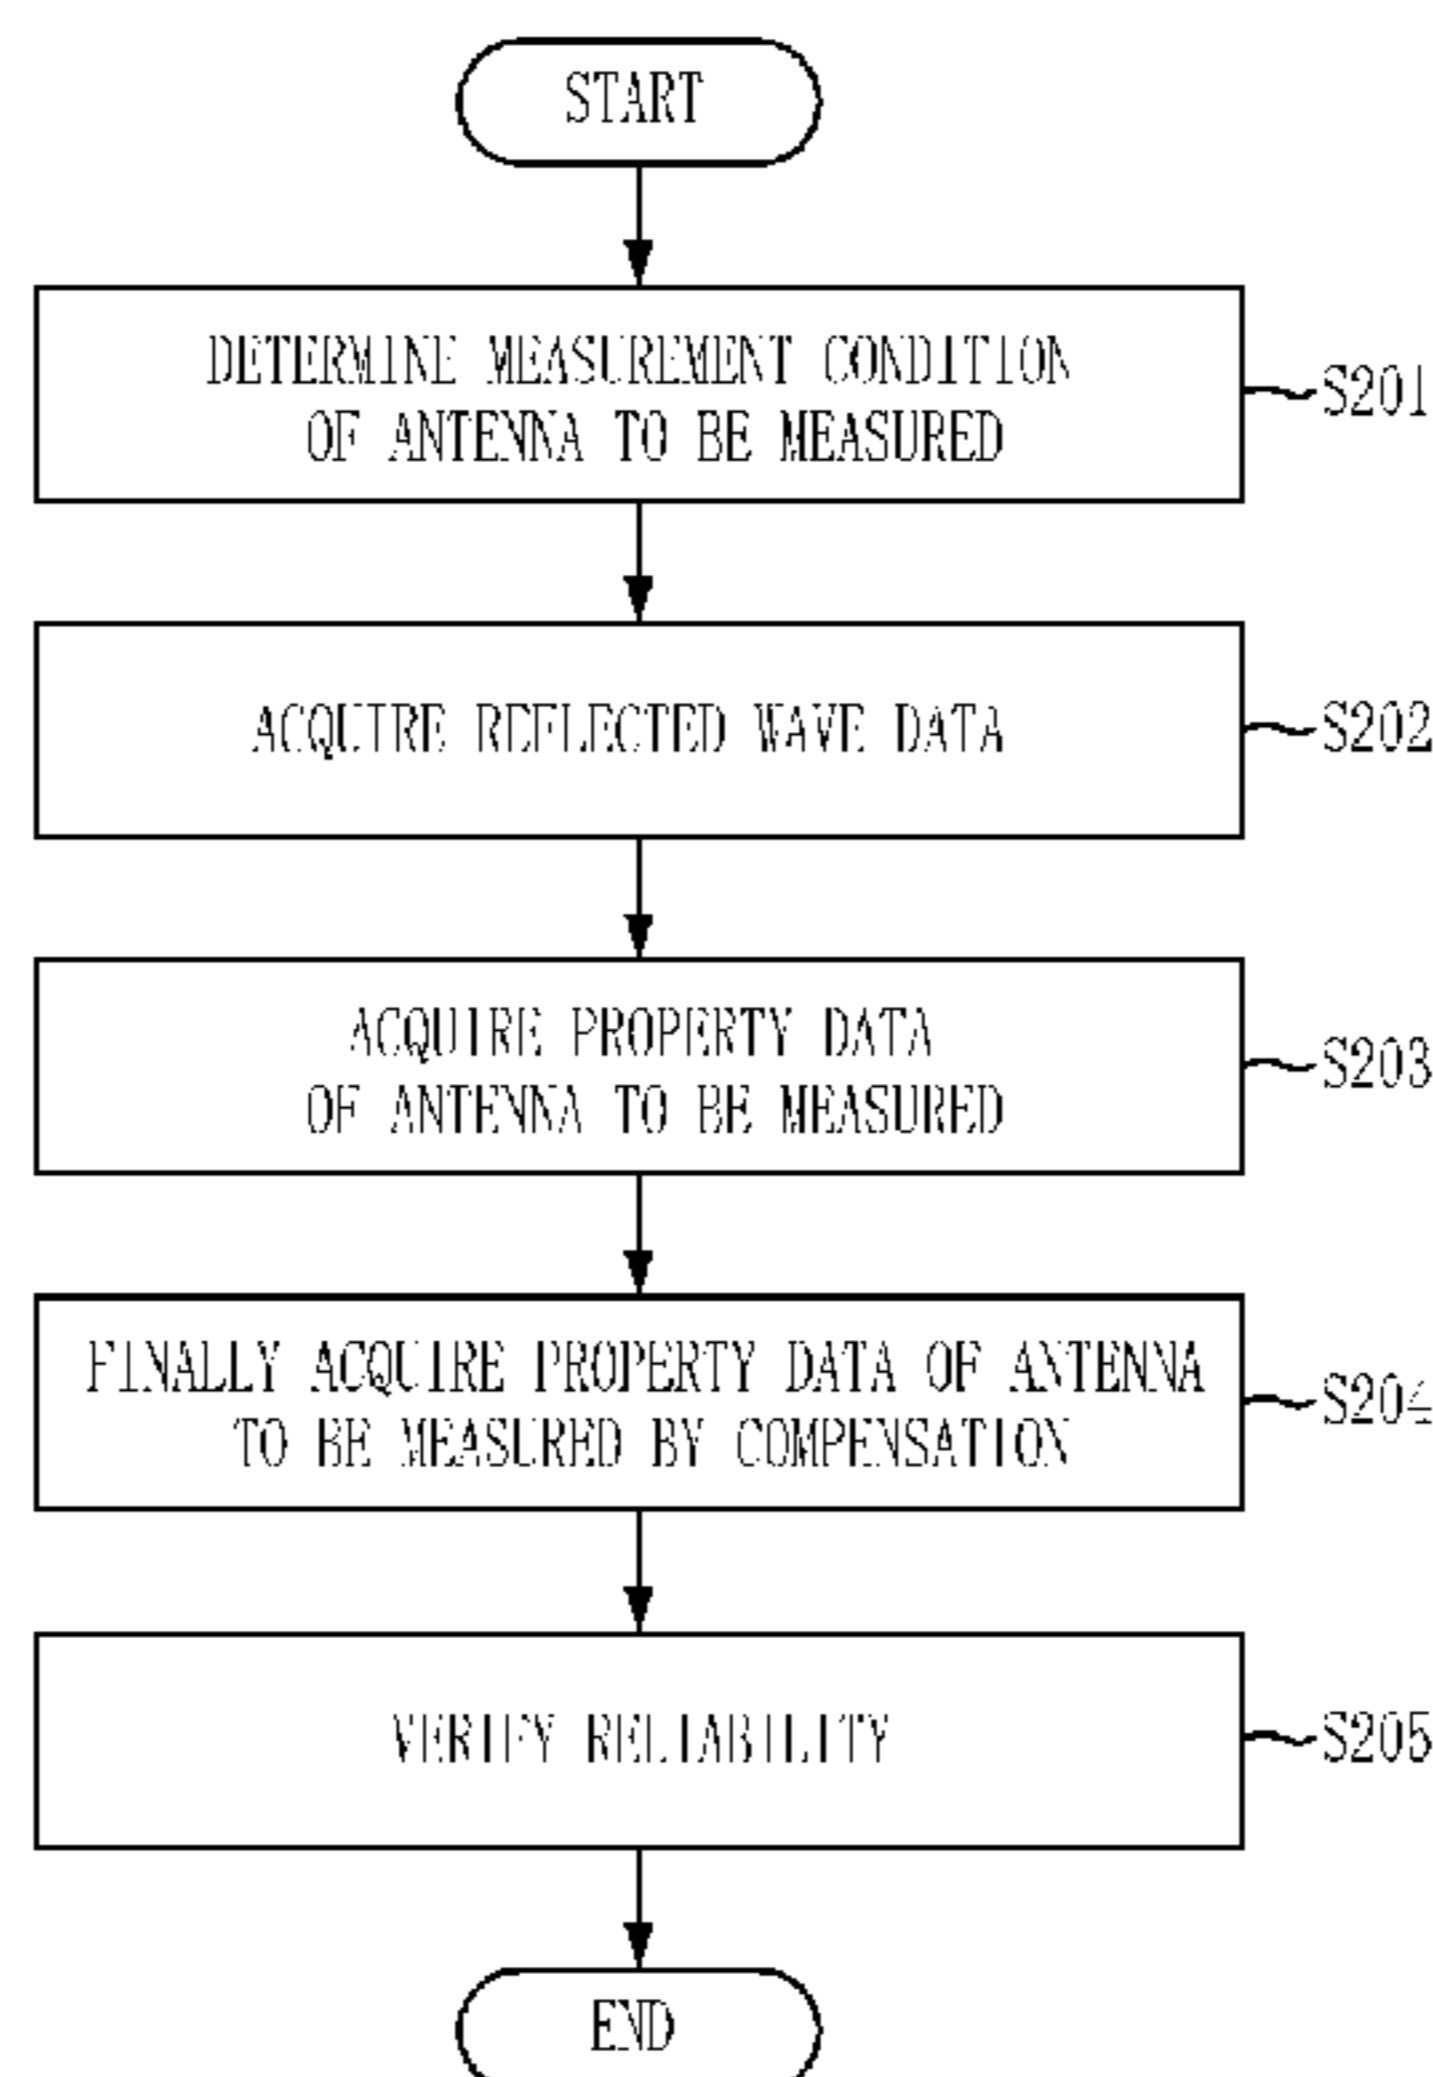 START
DETERMINE MEASUREMENT CONDITION
OF ANTENNA TO BE MEASURED
S201
ACQUIRE REFLECTED WAVE DATA
S202
ACQUIRE PROPERTY DATA
OF ANTENNA TO BE MEASURED
S203
FINALLY ACQUIRE PROPERTY DATA OF ANTENNA
TO BE MEASURED BY COMPENSATION
S204
VERIFY RELIABILITY
S205
END